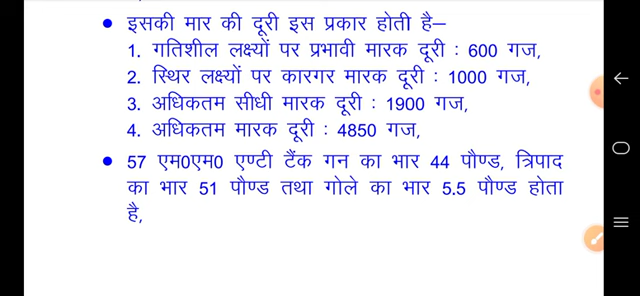 • इसकी मार की दूरी इस प्रकार होती है–
1. गतिशील लक्ष्यों पर प्रभावी मारक दूरी : 600 गज,
2. स्थिर लक्ष्यों पर कारगर मारक दूरी : 1000 गज,
3. अधिकतम सीधी मारक दूरी : 1900 गज,
4. अधिकतम मारक दूरी : 4850 गज,
• 57 एम0एम0 एण्टी टैंक गन का भार 44 पौण्ड, त्रिपाद
का भार 51 पौण्ड तथा गोले का भार 5.5 पौण्ड होता
है,